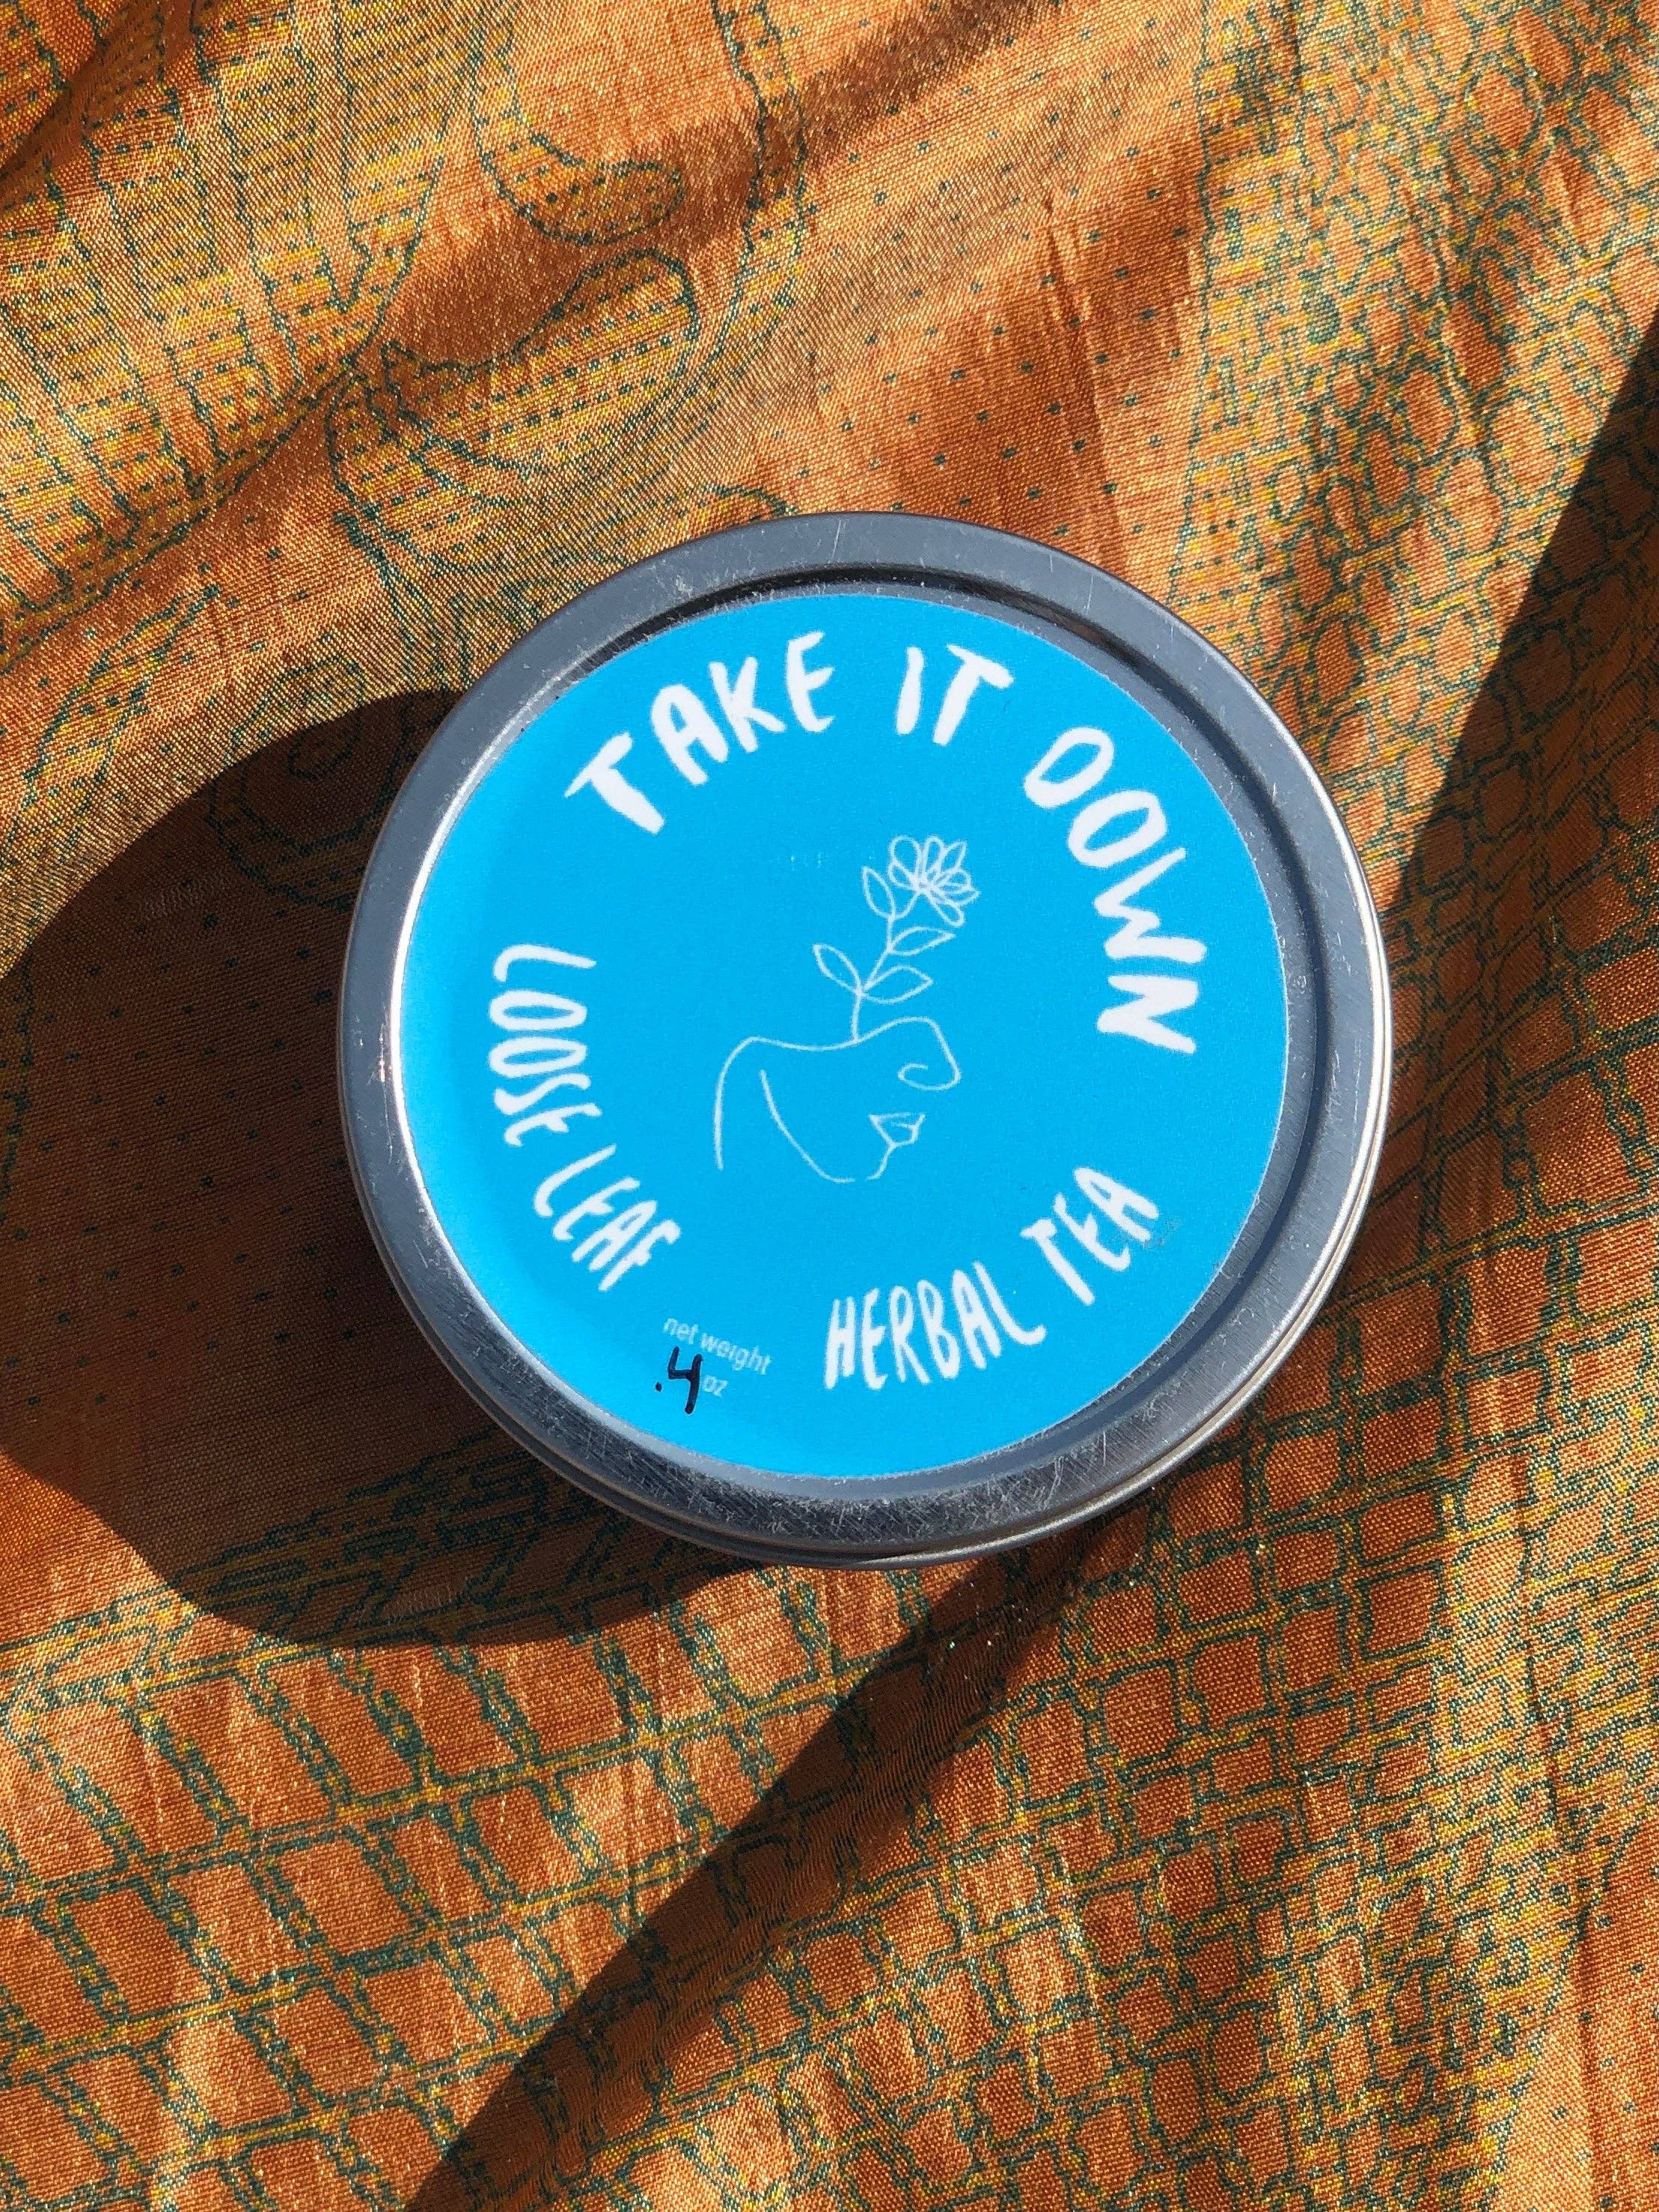 TAKE IT DOWN
LOOSE LEAF
HERBAL TEA
net weight
.4 oz